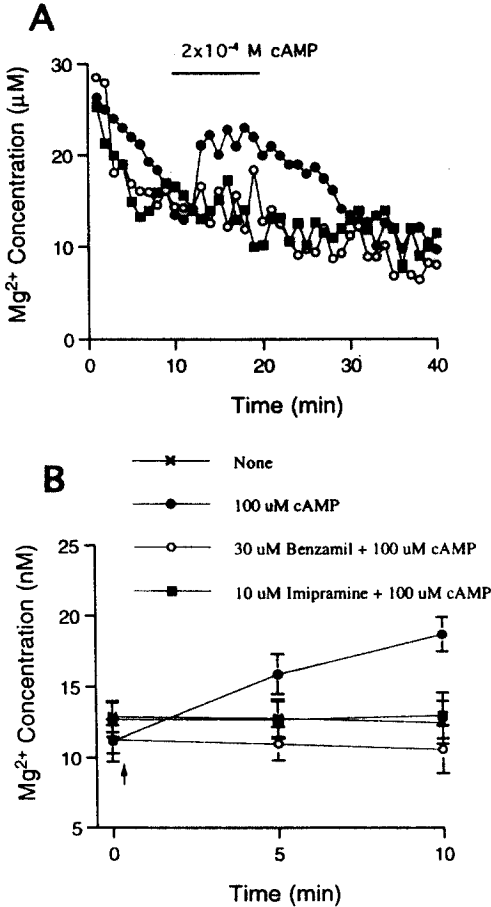 A
2x10⁻⁴ M cAMP
Mg²⁺ Concentration (μM)
30
20
10
0
0 10 20 30 40
Time (min)
B
None
100 uM cAMP
30 uM Benzamil + 100 uM cAMP
10 uM Imipramine + 100 uM cAMP
Mg²⁺ Concentration (nM)
25
20
15
10
5
0 5 10
Time (min)